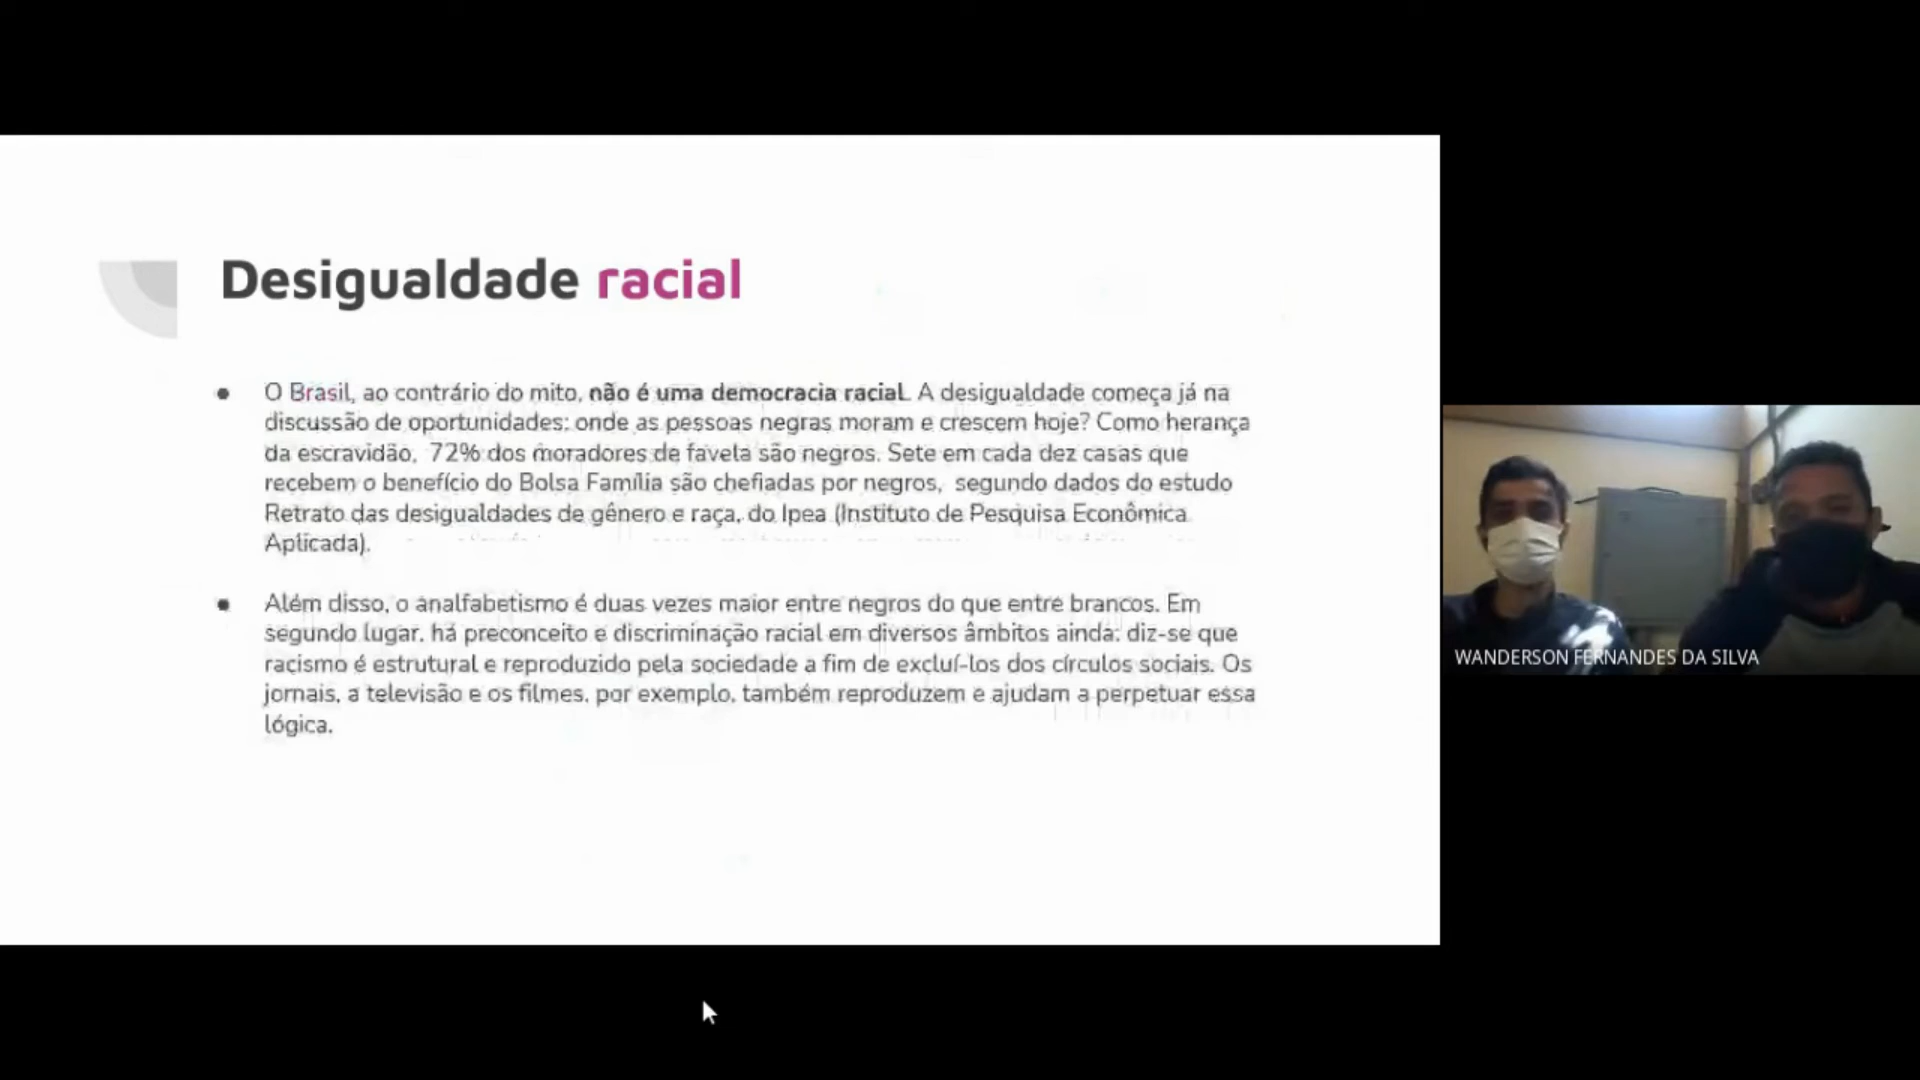 Desigualdade racial
O Brasil, ao contrário do mito, não é uma democracia racial. A desigualdade começa já na
discussão de oportunidades: onde as pessoas negras moram e crescem hoje? Como herança
da escravidão, 72% dos moradores de favela são negros. Sete em cada dez casas que
recebem o benefício do Bolsa Família são chefiadas por negros, segundo dados do estudo
Retrato das desigualdades de gênero e raça, do Ipea (Instituto de Pesquisa Econômica
Aplicada).
Além disso, o analfabetismo é duas vezes maior entre negros do que entre brancos. Em
segundo lugar, há preconceito e discriminação racial em diversos âmbitos ainda: diz-se que
racismo é estrutural e reproduzido pela sociedade a fim de excluí-los dos círculos sociais. Os
jornais, a televisão e os filmes, por exemplo, também reproduzem e ajudam a perpetuar essa
lógica.
WANDERSON FERNANDES DA SILVA